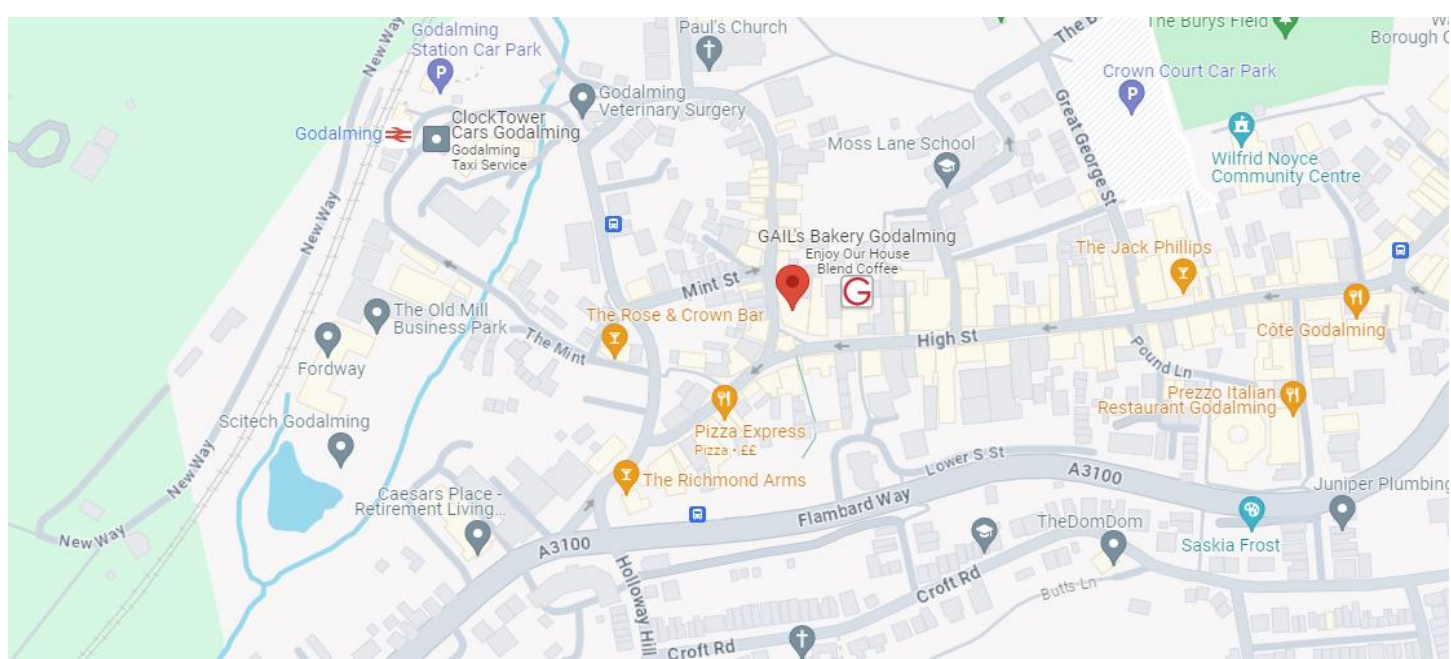 Godalming
Station Car Park
P
New Way
Paul's Church
The Burys Field
Borough
Crown Court Car Park
P
Godalming
Veterinary Surgery
ClockTower
Cars Godalming
Godalming
Taxi Service
Godalming
Great George St
Moss Lane School
Wilfrid Noyce
Community Centre
New Way
GAIL's Bakery Godalming
Enjoy Our House
Blend Coffee
G
The Jack Phillips
Mint St
The Old Mill
Business Park
The Rose & Crown Bar
High St
Côte Godalming
The Mint
Pound Ln
Fordway
Prezzo Italian
Restaurant Godalming
Scitech Godalming
Pizza Express
Pizza • ££
Lower S St
A3100
The Richmond Arms
New Way
Caesars Place -
Retirement Living...
Flambard Way
Juniper Plumbing
TheDomDom
New Way
A3100
Saskia Frost
Holloway Hill
Croft Rd
Butts Ln
Croft Rd